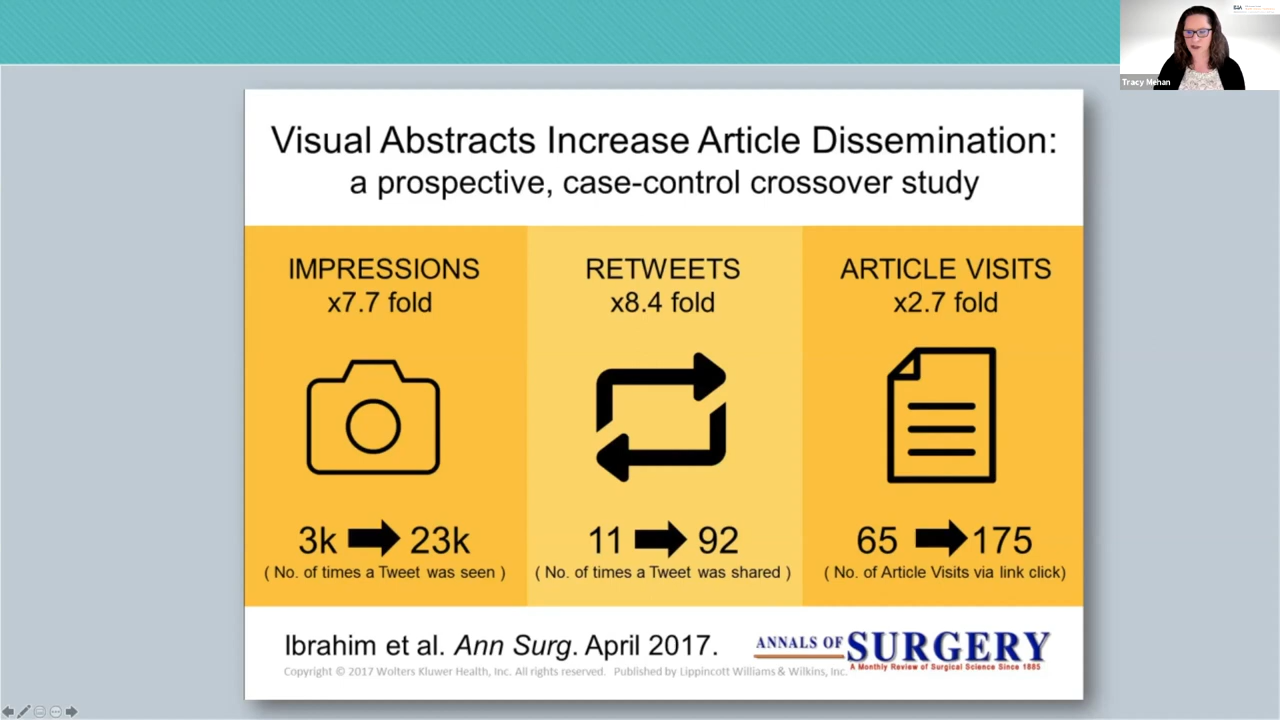 Visual Abstracts Increase Article Dissemination:
a prospective, case-control crossover study
IMPRESSIONS
x7.7 fold
RETWEETS
x8.4 fold
ARTICLE VISITS
x2.7 fold
3k 23k
( No. of times a Tweet was seen )
11 92
( No. of times a Tweet was shared )
65 175
( No. of Article Visits via link click)
Ibrahim et al. Ann Surg. April 2017.
Copyright © 2017 Wolters Kluwer Health, Inc. All rights reserved. Published by Lippincott Williams & Wilkins, Inc.
ANNALS OF SURGERY
A Monthly Review of Surgical Science Since 1885
Tracy Mehan